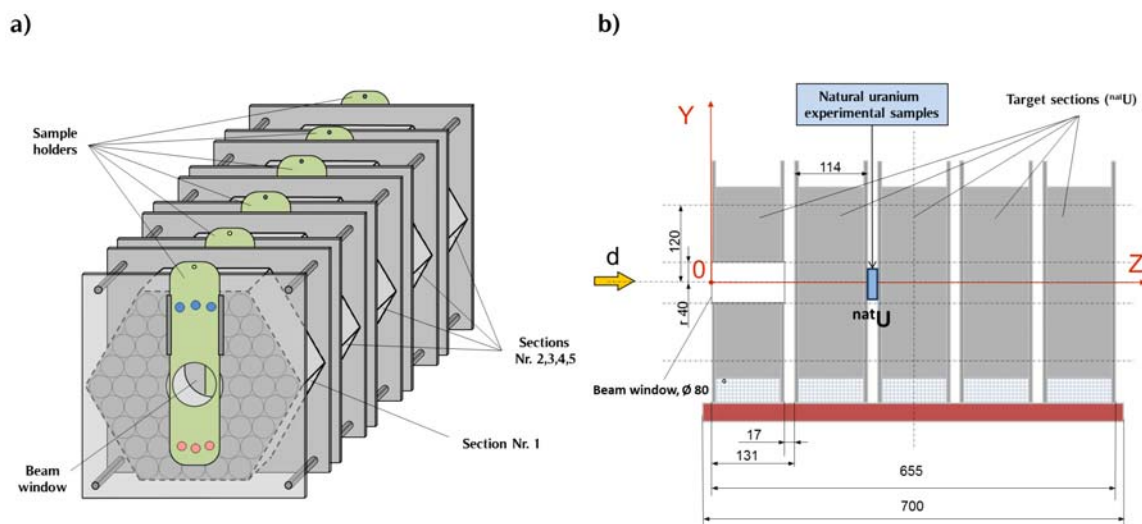 a)
Sample
holders
Sections
Nr. 2,3,4,5
Section Nr. 1
Beam
window
b)
Natural uranium
experimental samples
Target sections (ⁿᵃᵗU)
Y
114
120
d
0
Z
r 40
natU
Beam window, Ø 80
17
131
655
700